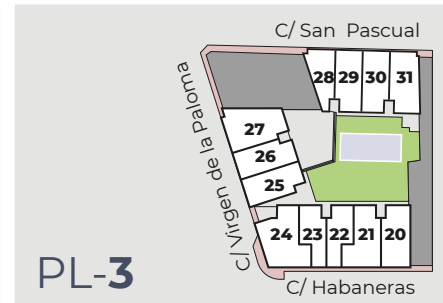 C/ San Pascual
28 29 30 31
C/ Virgen de la Paloma
27
26
25
24 23 22 21 20
PL-3
C/ Habaneras